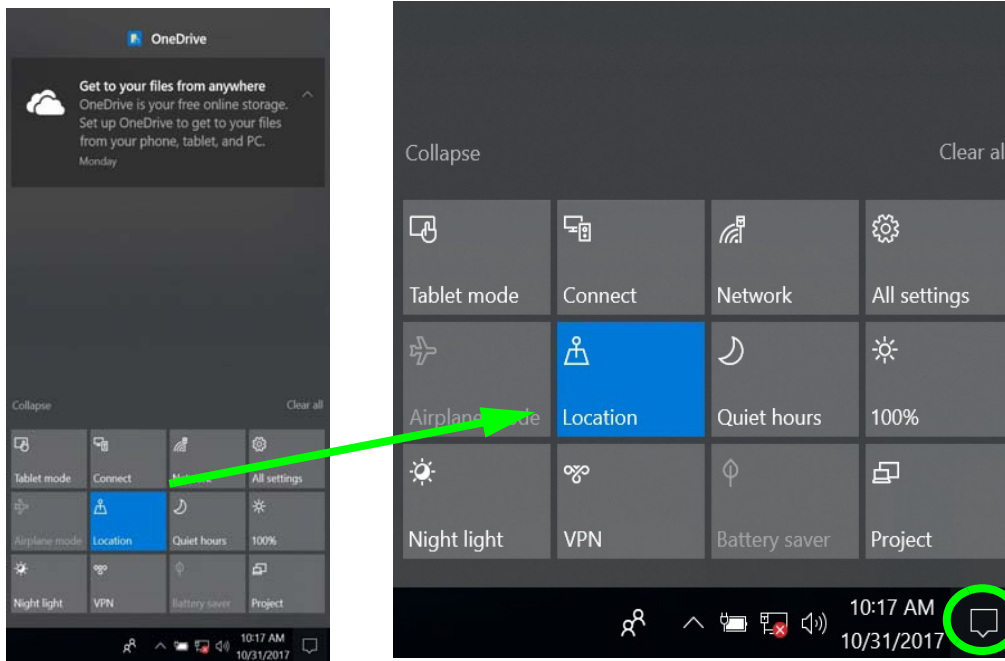 OneDrive
Get to your files from anywhere
OneDrive is your free online storage.
Set up OneDrive to get to your files
from your phone, tablet, and PC.
Monday
Collapse Clear all
Tablet mode Connect Network All settings
Airplane mode Location Quiet hours 100%
Night light VPN Battery saver Project
10:17 AM
10/31/2017
Collapse Clear al
Tablet mode Connect Network All settings
Airplane mode Location Quiet hours 100%
Night light VPN Battery saver Project
10:17 AM
10/31/2017